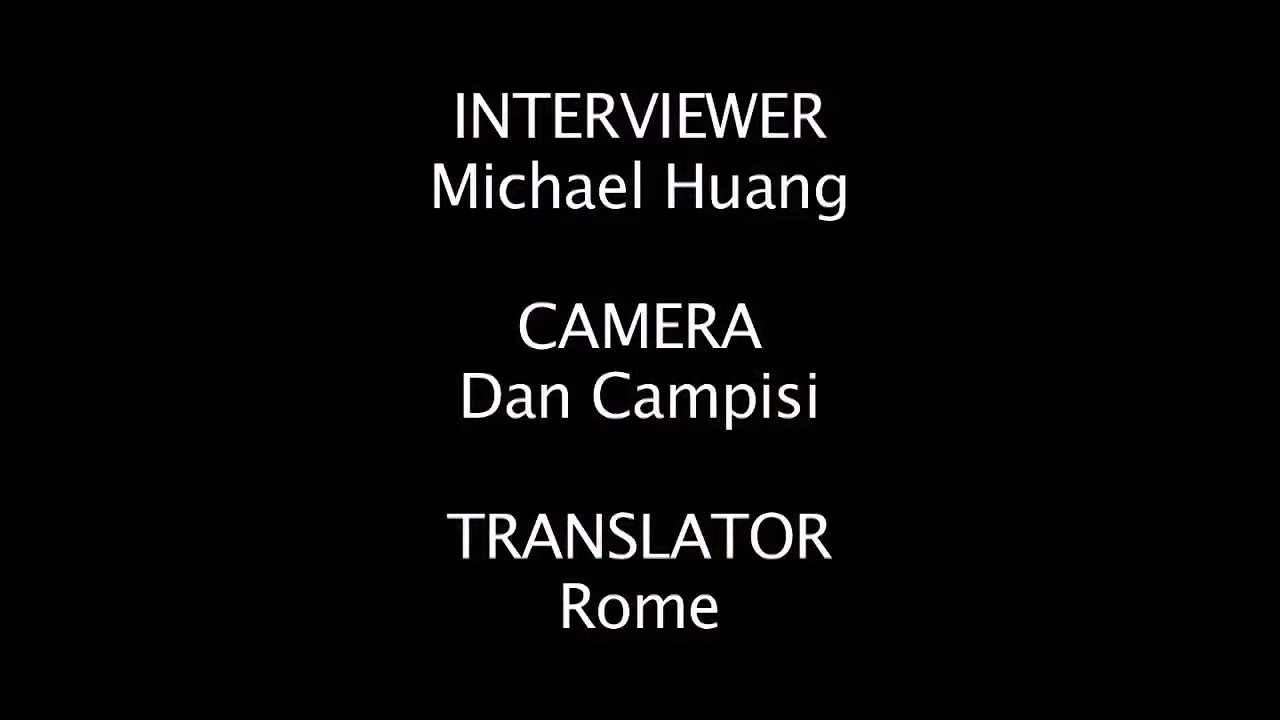 INTERVIEWER
Michael Huang
CAMERA
Dan Campisi
TRANSLATOR
Rome